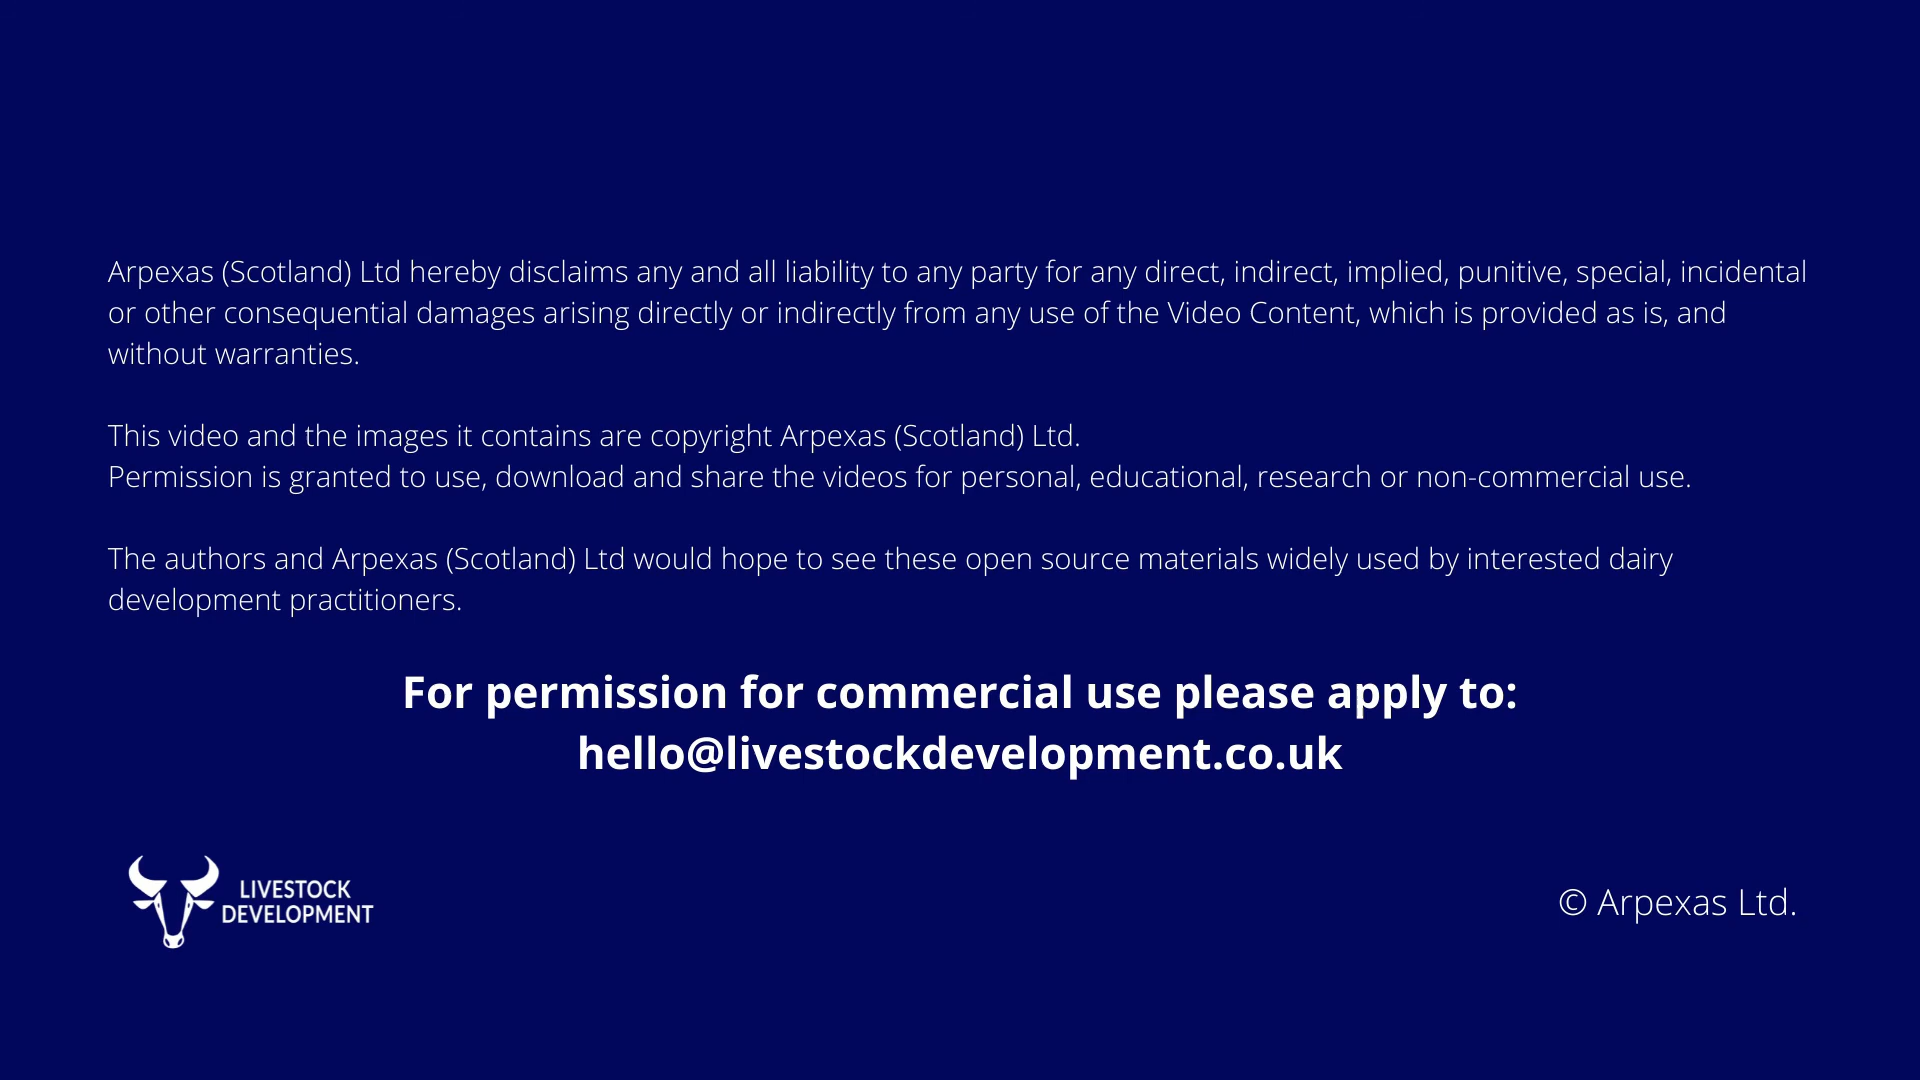 Arpexas (Scotland) Ltd hereby disclaims any and all liability to any party for any direct, indirect, implied, punitive, special, incidental
or other consequential damages arising directly or indirectly from any use of the Video Content, which is provided as is, and
without warranties.
This video and the images it contains are copyright Arpexas (Scotland) Ltd.
Permission is granted to use, download and share the videos for personal, educational, research or non-commercial use.
The authors and Arpexas (Scotland) Ltd would hope to see these open source materials widely used by interested dairy
development practitioners.
For permission for commercial use please apply to:
hello@livestockdevelopment.co.uk
LIVESTOCK
DEVELOPMENT
© Arpexas Ltd.